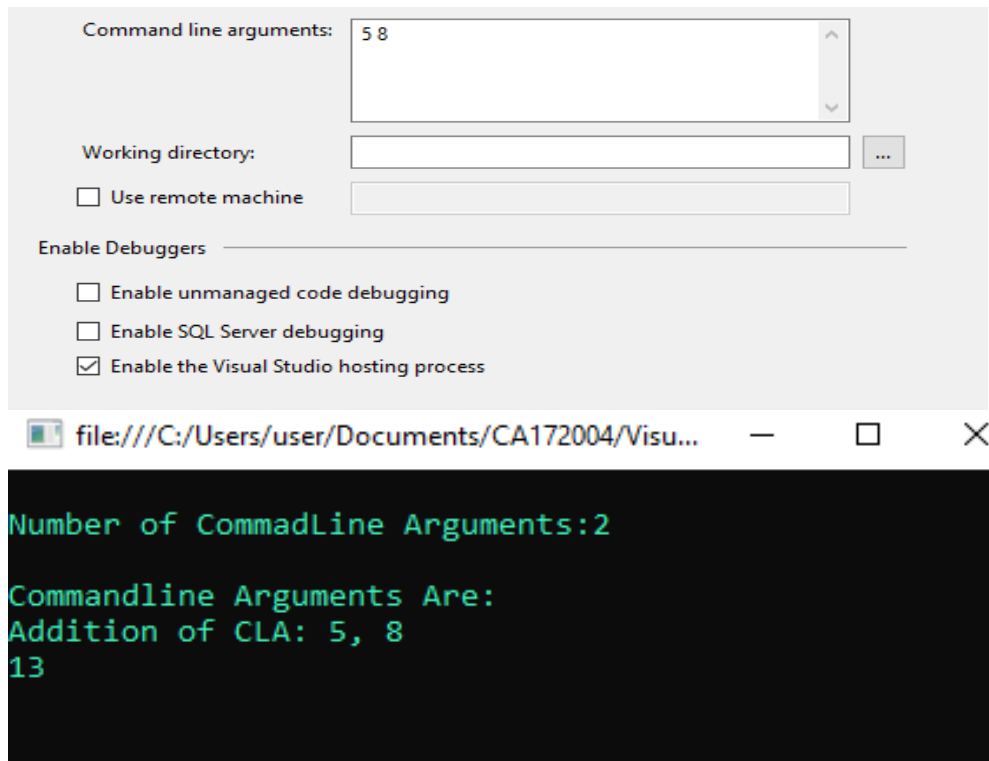 Command line arguments: 5 8
Working directory: ...
Use remote machine
Enable Debuggers
Enable unmanaged code debugging
Enable SQL Server debugging
Enable the Visual Studio hosting process
file:///C:/Users/user/Documents/CA172004/Visu...
Number of CommadLine Arguments:2
Commandline Arguments Are:
Addition of CLA: 5, 8
13